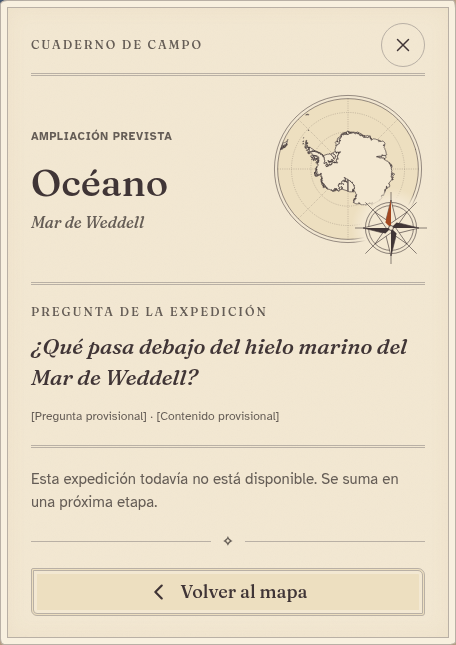 CUADERNO DE CAMPO
AMPLIACIÓN PREVISTA
Océano
Mar de Weddell
PREGUNTA DE LA EXPEDICIÓN
¿Qué pasa debajo del hielo marino del
Mar de Weddell?
[Pregunta provisional] · [Contenido provisional]
Esta expedición todavía no está disponible. Se suma en
una próxima etapa.
Volver al mapa